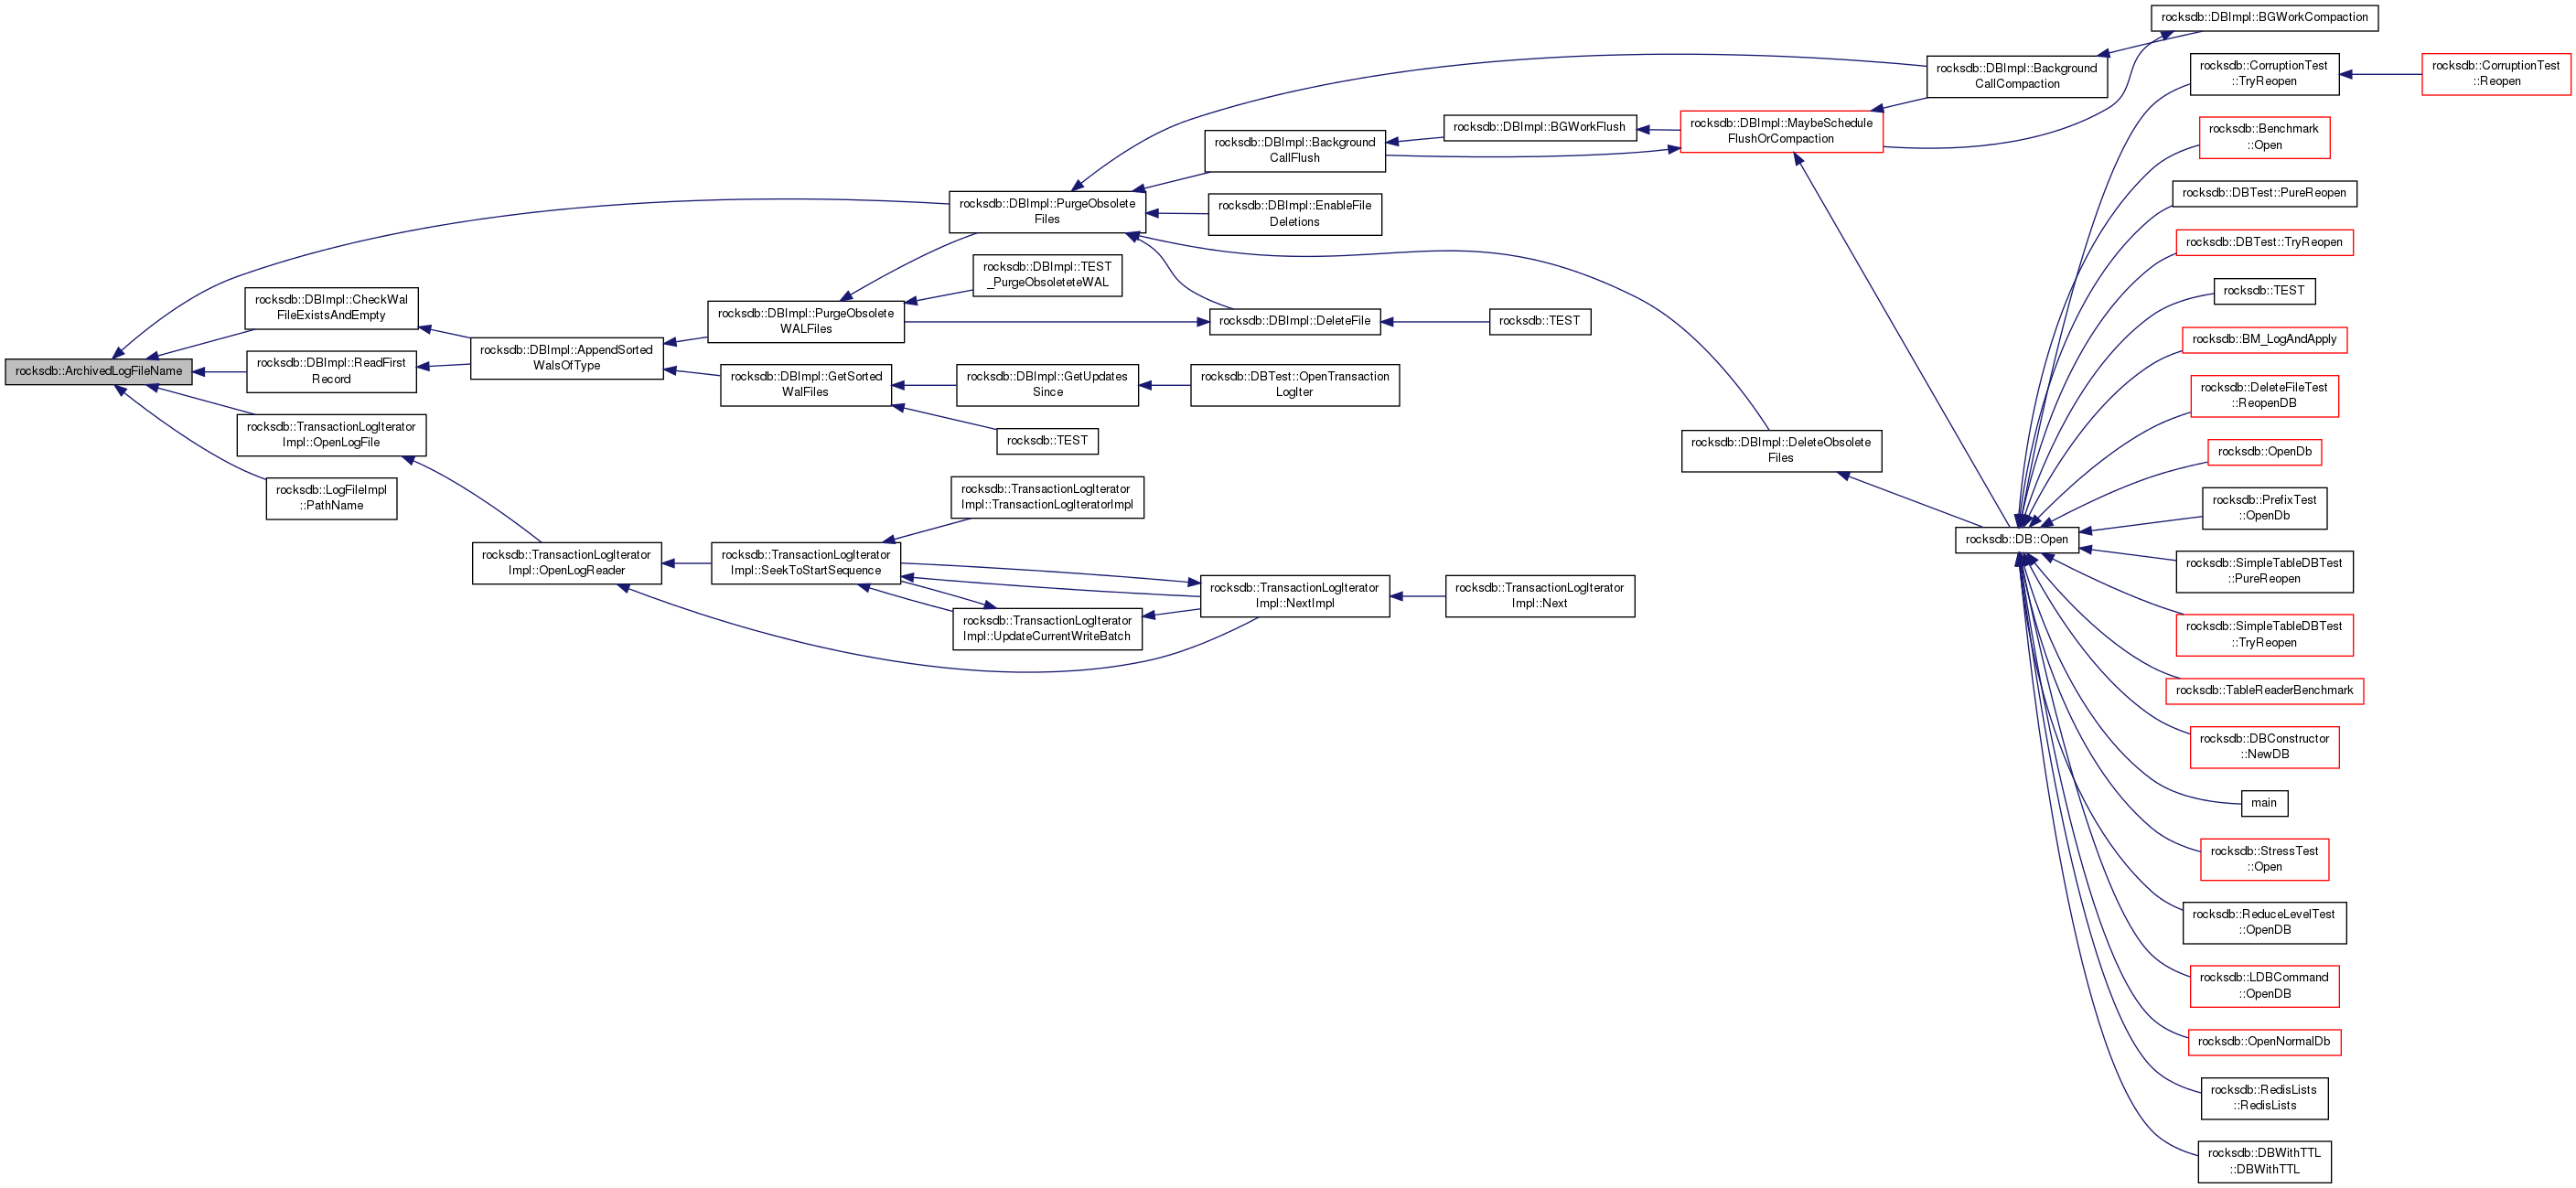 rocksdb::ArchivedLogFileName
rocksdb::DBImpl::CheckWal
FileExistsAndEmpty
rocksdb::DBImpl::ReadFirst
Record
rocksdb::TransactionLogIterator
Impl::OpenLogFile
rocksdb::LogFileImpl
::PathName
rocksdb::DBImpl::AppendSorted
WalsOfType
rocksdb::TransactionLogIterator
Impl::OpenLogReader
rocksdb::DBImpl::PurgeObsolete
WALFiles
rocksdb::DBImpl::GetSorted
WalFiles
rocksdb::TransactionLogIterator
Impl::SeekToStartSequence
rocksdb::DBImpl::PurgeObsolete
Files
rocksdb::DBImpl::TEST
_PurgeObsoleteteWAL
rocksdb::DBImpl::GetUpdates
Since
rocksdb::TEST
rocksdb::TransactionLogIterator
Impl::TransactionLogIteratorImpl
rocksdb::TransactionLogIterator
Impl::UpdateCurrentWriteBatch
rocksdb::DBImpl::Background
CallFlush
rocksdb::DBImpl::EnableFile
Deletions
rocksdb::DBImpl::DeleteFile
rocksdb::DBTest::OpenTransaction
LogIter
rocksdb::TransactionLogIterator
Impl::NextImpl
rocksdb::DBImpl::BGWorkFlush
rocksdb::TEST
rocksdb::TransactionLogIterator
Impl::Next
rocksdb::DBImpl::MaybeSchedule
FlushOrCompaction
rocksdb::DBImpl::DeleteObsolete
Files
rocksdb::DBImpl::Background
CallCompaction
rocksdb::DB::Open
rocksdb::DBImpl::BGWorkCompaction
rocksdb::CorruptionTest
::TryReopen
rocksdb::CorruptionTest
::Reopen
rocksdb::Benchmark
::Open
rocksdb::DBTest::PureReopen
rocksdb::DBTest::TryReopen
rocksdb::TEST
rocksdb::BM_LogAndApply
rocksdb::DeleteFileTest
::ReopenDB
rocksdb::OpenDb
rocksdb::PrefixTest
::OpenDb
rocksdb::SimpleTableDBTest
::PureReopen
rocksdb::SimpleTableDBTest
::TryReopen
rocksdb::TableReaderBenchmark
rocksdb::DBConstructor
::NewDB
main
rocksdb::StressTest
::Open
rocksdb::ReduceLevelTest
::OpenDB
rocksdb::LDBCommand
::OpenDB
rocksdb::OpenNormalDb
rocksdb::RedisLists
::RedisLists
rocksdb::DBWithTTL
::DBWithTTL